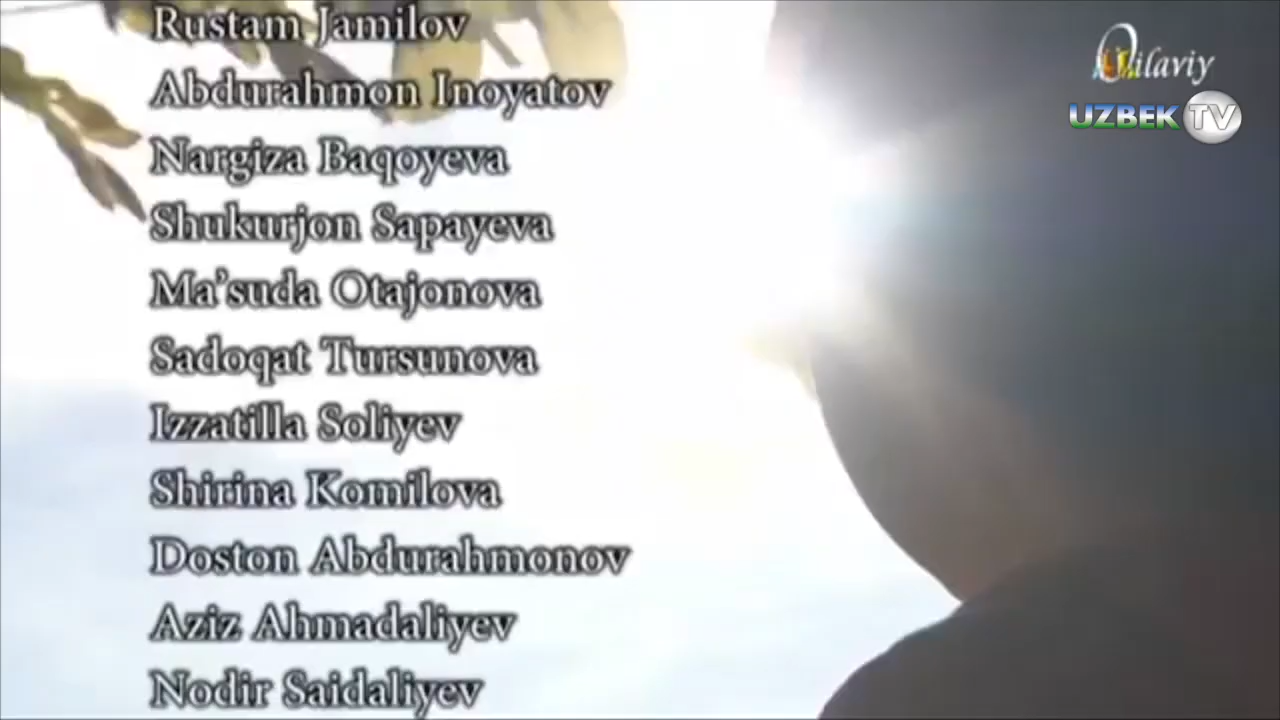 Rustam Jamilov
Abdurahmon Inoyatov
Nargiza Baqoyeva
Shukurjon Sapayeva
Ma'suda Otajonova
Sadoqat Tursunova
Izzatilla Soliyev
Shirina Komilova
Doston Abdurahmonov
Aziz Ahmadaliyev
Nodir Saidaliyev
Oilaviy
UZBEK TV